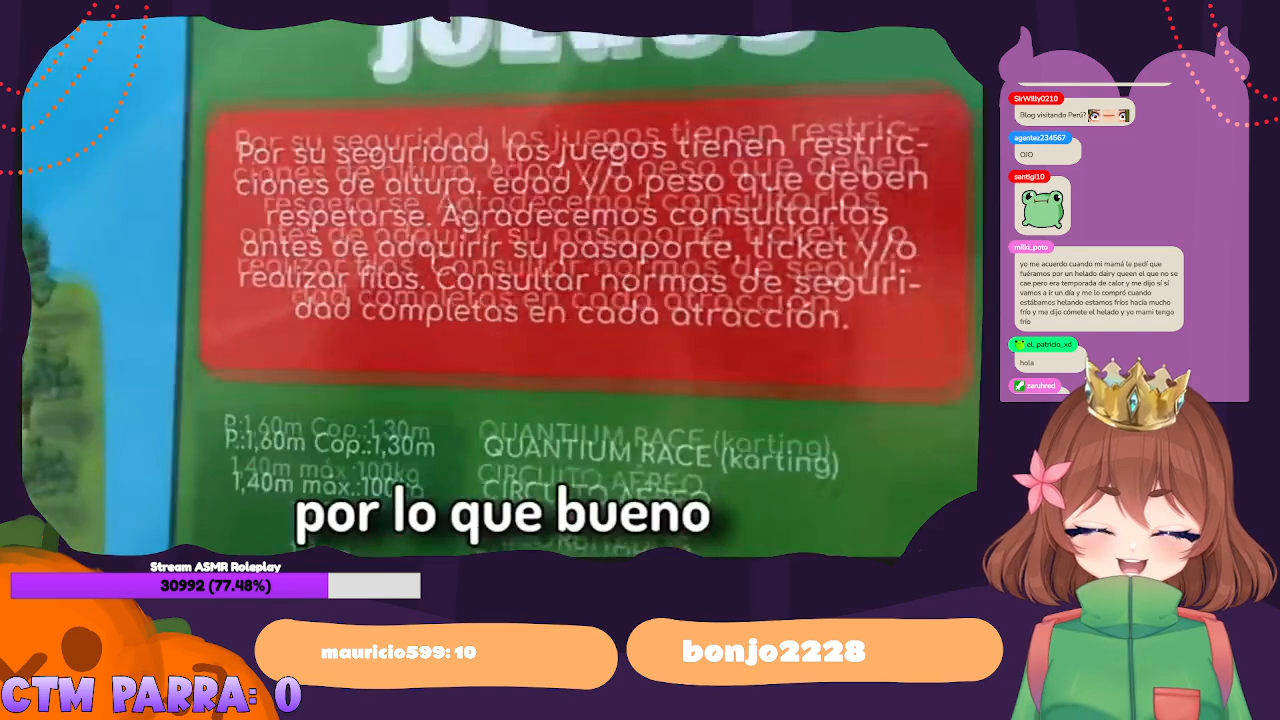 JUEGOS
Por su seguridad, los juegos tienen restric-
ciones de altura, edad y/o peso que deben
respetarse. Agradecemos consultarlas
antes de adquirir su pasaporte, ticket y/o
realizar filas. Consultar normas de seguri-
dad completas en cada atracción.
P.:1,60m Cop.:1,30m QUANTIUM RACE (karting)
1,40m máx.:100kg CIRCUITO AÉREO
por lo que bueno
Stream ASMR Roleplay
30992 (77.48%)
mauricio599: 10
bonjo2228
CTM PARRA: 0
SirWilly0210
Blog visitando Perú?
agentez234567
OJO
santigi10
milki_poto
yo me acuerdo cuando mi mamá le pedí que
fuéramos por un helado dairy queen el que no se
cae pero era temporada de calor y me dijo sí sí
vamos a ir un día y me lo compró cuando
estábamos helando estamos fríos hacía mucho
frío y me dijo cómete el helado y yo mami tengo
frío
el_patricio_xd
hola
zaruhred